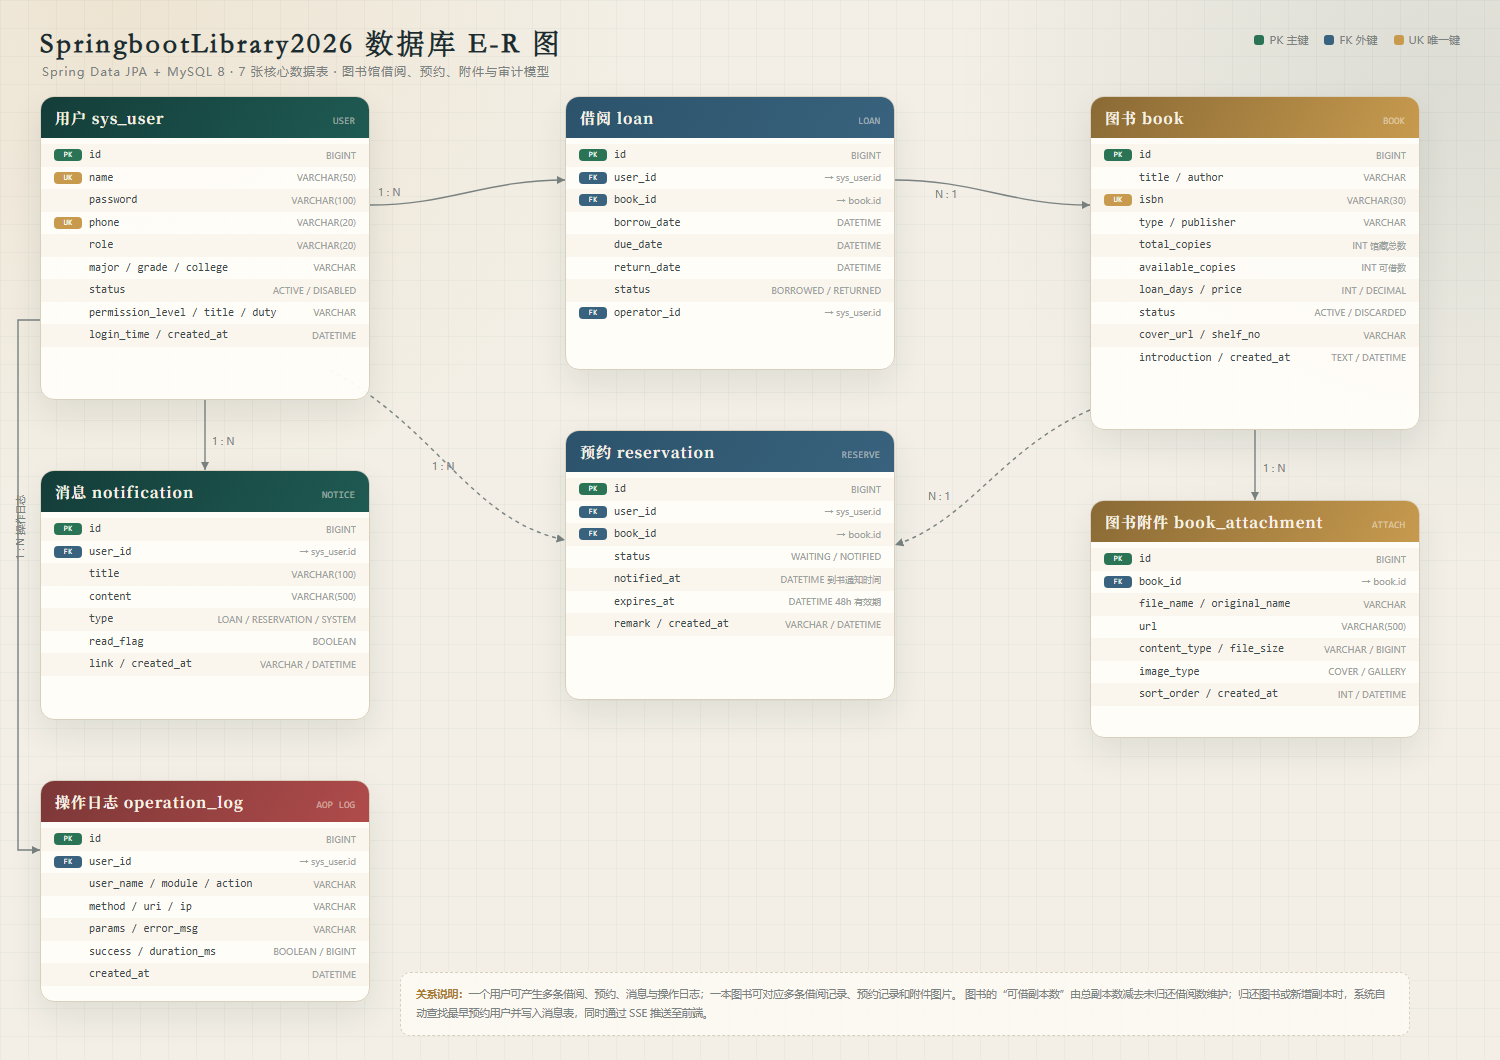 SpringbootLibrary2026 数据库 E-R 图
Spring Data JPA + MySQL 8 · 7 张核心数据表 · 图书馆借阅、预约、附件与审计模型
PK 主键 FK 外键 UK 唯一键
用户 sys_user USER
PK id BIGINT
UK name VARCHAR(50)
password VARCHAR(100)
UK phone VARCHAR(20)
role VARCHAR(20)
major / grade / college VARCHAR
status ACTIVE / DISABLED
permission_level / title / duty VARCHAR
login_time / created_at DATETIME
1 : N
借阅 loan LOAN
PK id BIGINT
FK user_id → sys_user.id
FK book_id → book.id
borrow_date DATETIME
due_date DATETIME
return_date DATETIME
status BORROWED / RETURNED
FK operator_id → sys_user.id
N : 1
图书 book BOOK
PK id BIGINT
title / author VARCHAR
UK isbn VARCHAR(30)
type / publisher VARCHAR
total_copies INT 馆藏总数
available_copies INT 可借数
loan_days / price INT / DECIMAL
status ACTIVE / DISCARDED
cover_url / shelf_no VARCHAR
introduction / created_at TEXT / DATETIME
1 : N
1 : N
N : 1
1 : N
1 : N 操作日志
消息 notification NOTICE
PK id BIGINT
FK user_id → sys_user.id
title VARCHAR(100)
content VARCHAR(500)
type LOAN / RESERVATION / SYSTEM
read_flag BOOLEAN
link / created_at VARCHAR / DATETIME
预约 reservation RESERVE
PK id BIGINT
FK user_id → sys_user.id
FK book_id → book.id
status WAITING / NOTIFIED
notified_at DATETIME 到书通知时间
expires_at DATETIME 48h 有效期
remark / created_at VARCHAR / DATETIME
图书附件 book_attachment ATTACH
PK id BIGINT
FK book_id → book.id
file_name / original_name VARCHAR
url VARCHAR(500)
content_type / file_size VARCHAR / BIGINT
image_type COVER / GALLERY
sort_order / created_at INT / DATETIME
操作日志 operation_log AOP LOG
PK id BIGINT
FK user_id → sys_user.id
user_name / module / action VARCHAR
method / uri / ip VARCHAR
params / error_msg VARCHAR
success / duration_ms BOOLEAN / BIGINT
created_at DATETIME
关系说明：一个用户可产生多条借阅、预约、消息与操作日志；一本图书可对应多条借阅记录、预约记录和附件图片。 图书的“可借副本数”由总副本数减去未归还借阅数维护；归还图书或新增副本时，系统自
动查找最早预约用户并写入消息表，同时通过 SSE 推送至前端。